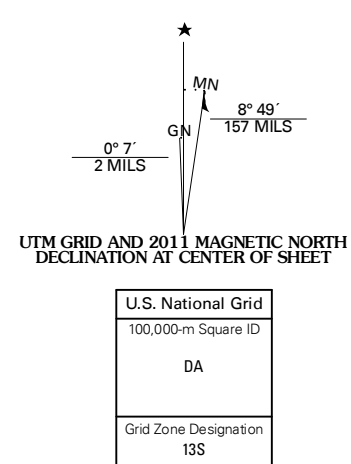 MN
8° 49´
157 MILS
GN
0° 7´
2 MILS
UTM GRID AND 2011 MAGNETIC NORTH
DECLINATION AT CENTER OF SHEET
U.S. National Grid
100,000-m Square ID
DA
Grid Zone Designation
13S